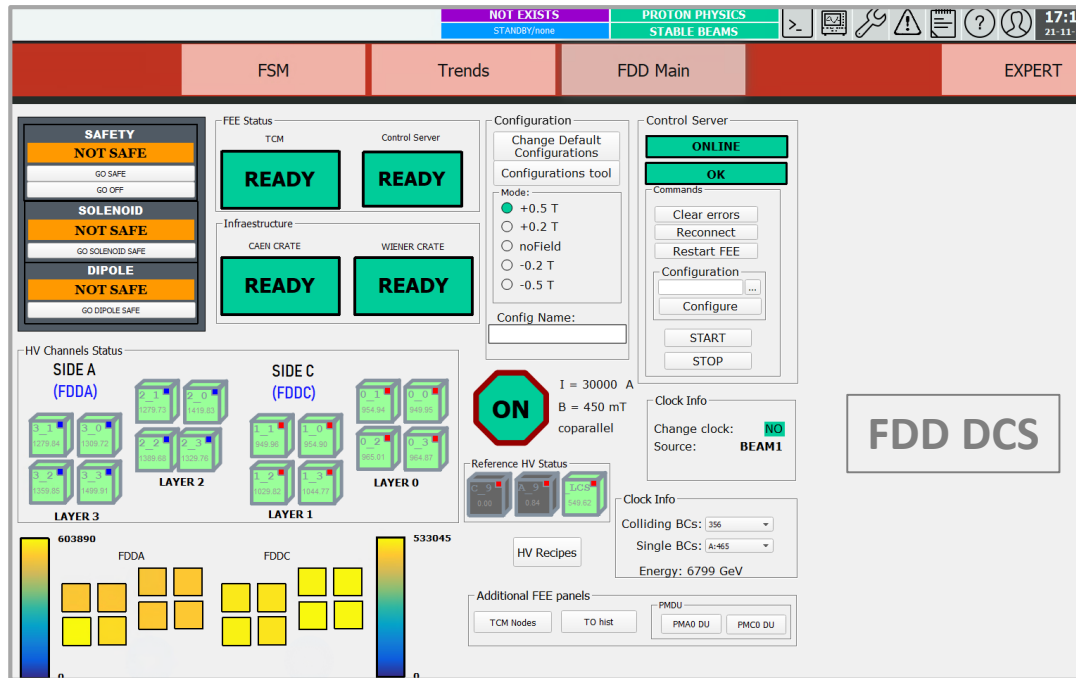 NOT EXISTS
STANDBY/none
PROTON PHYSICS
STABLE BEAMS
>_
?
17:1
21-11-
FSM
Trends
FDD Main
EXPERT
SAFETY
NOT SAFE
GO SAFE
GO OFF
SOLENOID
NOT SAFE
GO SOLENOID SAFE
DIPOLE
NOT SAFE
GO DIPOLE SAFE
FEE Status
TCM
Control Server
READY
READY
Infraestructure
CAEN CRATE
WIENER CRATE
READY
READY
Configuration
Change Default
Configurations
Configurations tool
Mode:
+0.5 T
+0.2 T
noField
-0.2 T
-0.5 T
Config Name:
Control Server
ONLINE
OK
Commands
Clear errors
Reconnect
Restart FEE
Configuration
...
Configure
START
STOP
HV Channels Status
SIDE A
(FDDA)
2_1
1279.73
2_0
1419.83
3_1
1279.84
3_0
1309.72
2_2
1389.68
2_3
1329.76
3_2
1359.85
3_3
1499.91
LAYER 2
LAYER 3
SIDE C
(FDDC)
0_1
954.94
0_0
949.95
1_1
949.96
1_0
954.90
0_2
965.01
0_3
964.87
1_2
1029.82
1_3
1044.77
LAYER 0
LAYER 1
ON
I = 30000 A
B = 450 mT
coparallel
Clock Info
Change clock: NO
Source: BEAM1
FDD DCS
Reference HV Status
C_9
0.00
A_9
0.04
LCS
949.62
Clock Info
Colliding BCs: 356
Single BCs: A:465
Energy: 6799 GeV
HV Recipes
603890
FDDA
FDDC
533045
0
0
Additional FEE panels
TCM Nodes
TO hist
PMDU
PMA0 DU
PMC0 DU